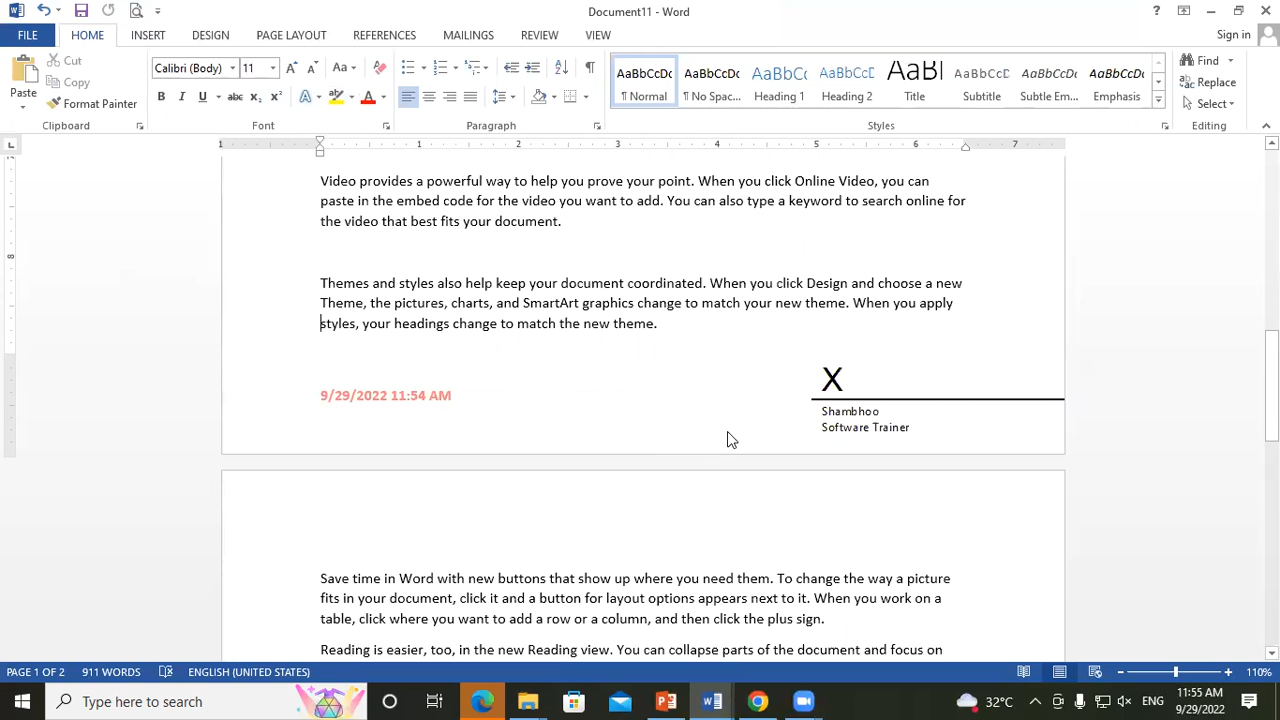 Document11 - Word
Sign in
FILE
HOME
INSERT
DESIGN
PAGE LAYOUT
REFERENCES
MAILINGS
REVIEW
VIEW
Paste
Cut
Copy
Format Painter
Clipboard
Calibri (Body)
11
Font
Paragraph
AaBbCcDc
¶ Normal
AaBbCcDc
¶ No Spac...
AaBbCc
Heading 1
AaBbCcC
Heading 2
AaBl
Title
AaBbCcD
Subtitle
AaBbCcDc
Subtle Em...
AaBbCcDc
Emphasis
Styles
Find
Replace
Select
Editing
1 1 2 3 4 5 6 7
8
Video provides a powerful way to help you prove your point. When you click Online Video, you can
paste in the embed code for the video you want to add. You can also type a keyword to search online for
the video that best fits your document.
Themes and styles also help keep your document coordinated. When you click Design and choose a new
Theme, the pictures, charts, and SmartArt graphics change to match your new theme. When you apply
styles, your headings change to match the new theme.
X
9/29/2022 11:54 AM
Shambhoo
Software Trainer
Save time in Word with new buttons that show up where you need them. To change the way a picture
fits in your document, click it and a button for layout options appears next to it. When you work on a
table, click where you want to add a row or a column, and then click the plus sign.
Reading is easier, too, in the new Reading view. You can collapse parts of the document and focus on
PAGE 1 OF 2
911 WORDS
ENGLISH (UNITED STATES)
110%
Type here to search
32°C
ENG
11:55 AM
9/29/2022